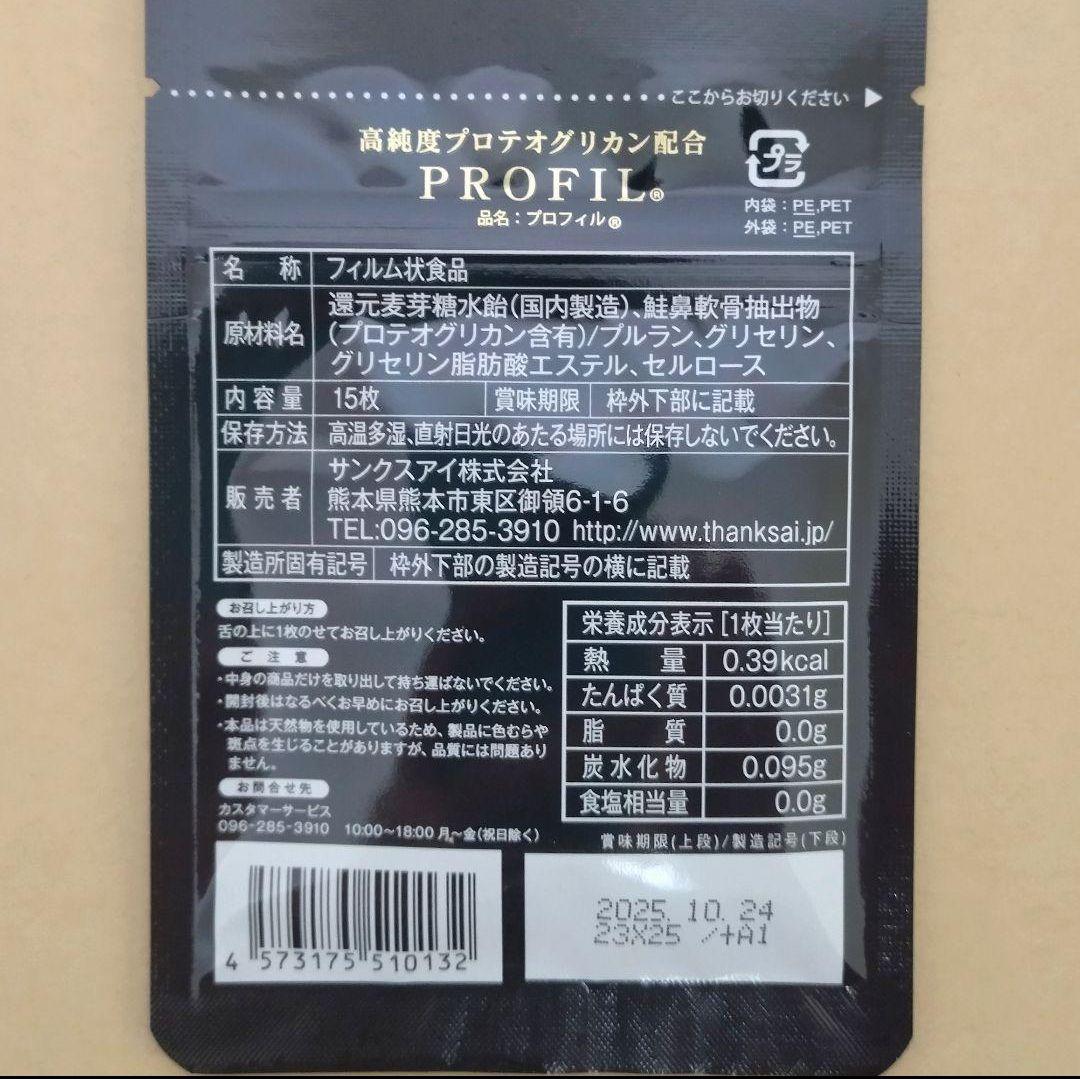 ここからお切りください ▶
高純度プロテオグリカン配合
PROFIL®
品名：プロフィル®
プラ
内袋：PE,PET
外袋：PE,PET
名称 フィルム状食品
原材料名 還元麦芽糖水飴(国内製造)、鮭鼻軟骨抽出物
(プロテオグリカン含有)/プルラン、グリセリン、
グリセリン脂肪酸エステル、セルロース
内容量 15枚 賞味期限 枠外下部に記載
保存方法 高温多湿、直射日光のあたる場所には保存しないでください。
販売者 サンクスアイ株式会社
熊本県熊本市東区御領6-1-6
TEL:096-285-3910 http://www.thanksai.jp/
製造所固有記号 枠外下部の製造記号の横に記載
お召し上がり方
舌の上に1枚のせてお召し上がりください。
ご注意
・中身の商品だけを取り出して持ち運ばないでください。
・開封後はなるべくお早めにお召し上がりください。
・本品は天然物を使用しているため、製品に色むらや
斑点を生じることがありますが、品質には問題あり
ません。
お問合せ先
カスタマーサービス
096-285-3910 10:00～18:00 月～金(祝日除く)
栄養成分表示 [1枚当たり]
熱量 0.39kcal
たんぱく質 0.0031g
脂質 0.0g
炭水化物 0.095g
食塩相当量 0.0g
賞味期限(上段)/製造記号(下段)
4 573175 510132
2025. 10. 24
23X25 /+A1